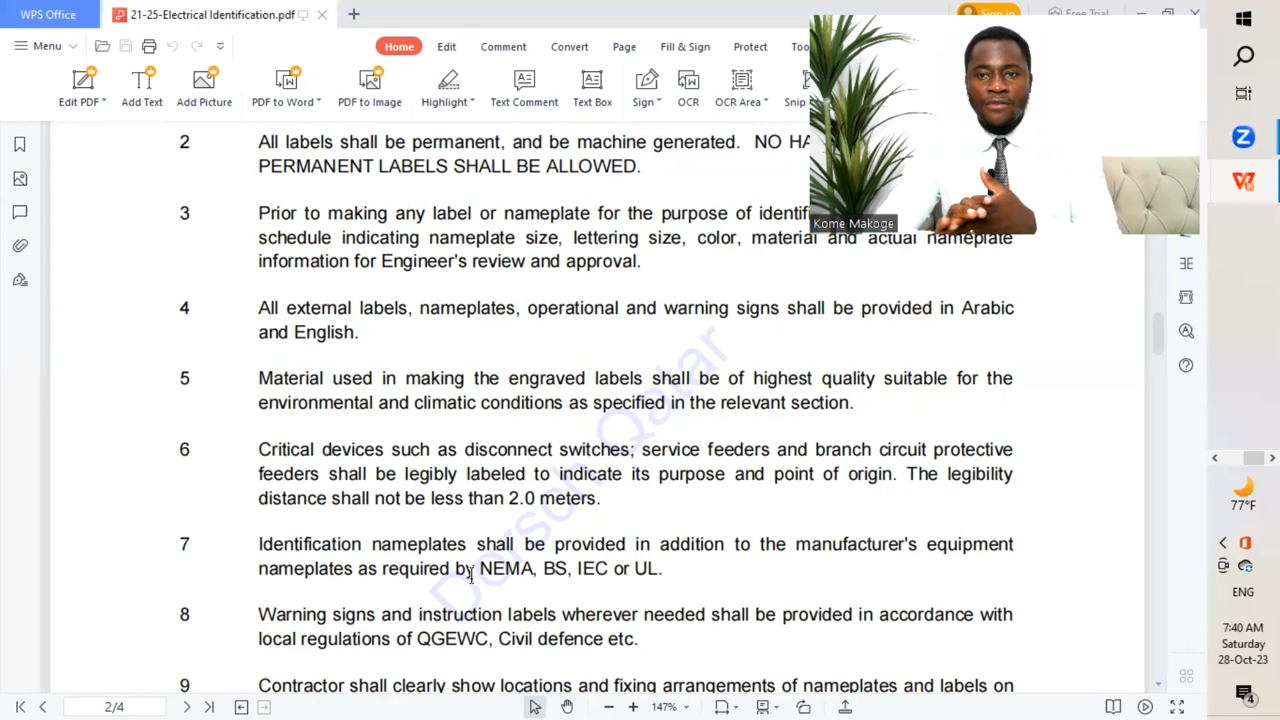 WPS Office
21-25-Electrical Identification.pdf
Sign in
Free Trial
Menu
Home
Edit
Comment
Convert
Page
Fill & Sign
Protect
Edit PDF
Add Text
Add Picture
PDF to Word
PDF to Image
Highlight
Text Comment
Text Box
Sign
OCR
OCR Area
Snip
2 All labels shall be permanent, and be machine generated. NO
PERMANENT LABELS SHALL BE ALLOWED.
3 Prior to making any label or nameplate for the purpose of
schedule indicating nameplate size, lettering size, color, material and actual nameplate
information for Engineer's review and approval.
4 All external labels, nameplates, operational and warning signs shall be provided in Arabic
and English.
5 Material used in making the engraved labels shall be of highest quality suitable for the
environmental and climatic conditions as specified in the relevant section.
6 Critical devices such as disconnect switches; service feeders and branch circuit protective
feeders shall be legibly labeled to indicate its purpose and point of origin. The legibility
distance shall not be less than 2.0 meters.
7 Identification nameplates shall be provided in addition to the manufacturer's equipment
nameplates as required by NEMA, BS, IEC or UL.
8 Warning signs and instruction labels wherever needed shall be provided in accordance with
local regulations of QGEWC, Civil defence etc.
9 Contractor shall clearly show locations and fixing arrangements of nameplates and labels on
Dorsch Qatar
Kome Makoge
2/4
147%
77°F
ENG
7:40 AM
Saturday
28-Oct-23
4